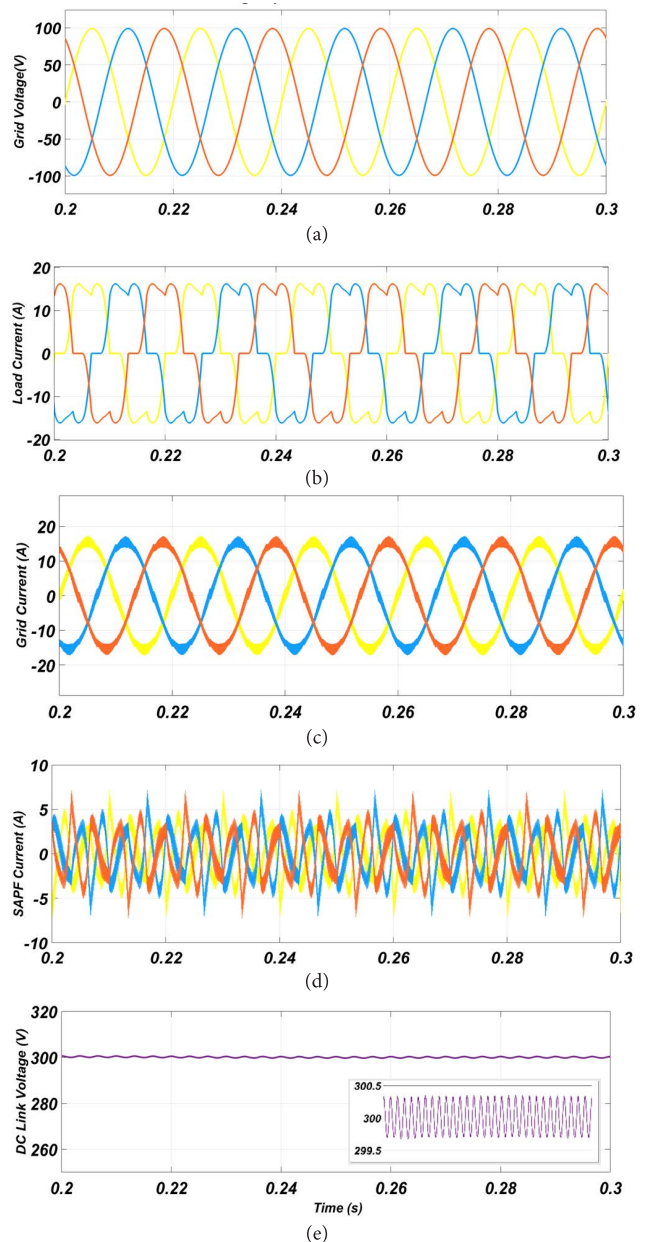 100
50
0
-50
-100
Grid Voltage(V)
0.2 0.22 0.24 0.26 0.28 0.3
(a)
20
10
0
-10
-20
Load Current (A)
0.2 0.22 0.24 0.26 0.28 0.3
(b)
20
10
0
-10
-20
Grid Current (A)
0.2 0.22 0.24 0.26 0.28 0.3
(c)
10
5
0
-5
-10
SAPF Current (A)
0.2 0.22 0.24 0.26 0.28 0.3
(d)
320
300
280
260
DC Link Voltage (V)
300.5
300
299.5
0.2 0.22 0.24 0.26 0.28 0.3
Time (s)
(e)